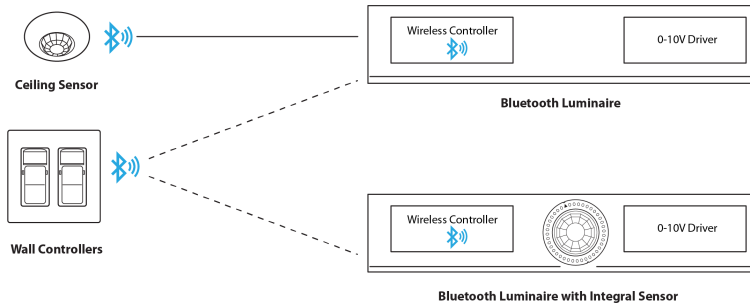 Wireless Controller
0-10V Driver
Ceiling Sensor
Bluetooth Luminaire
Wall Controllers
Wireless Controller
0-10V Driver
Bluetooth Luminaire with Integral Sensor